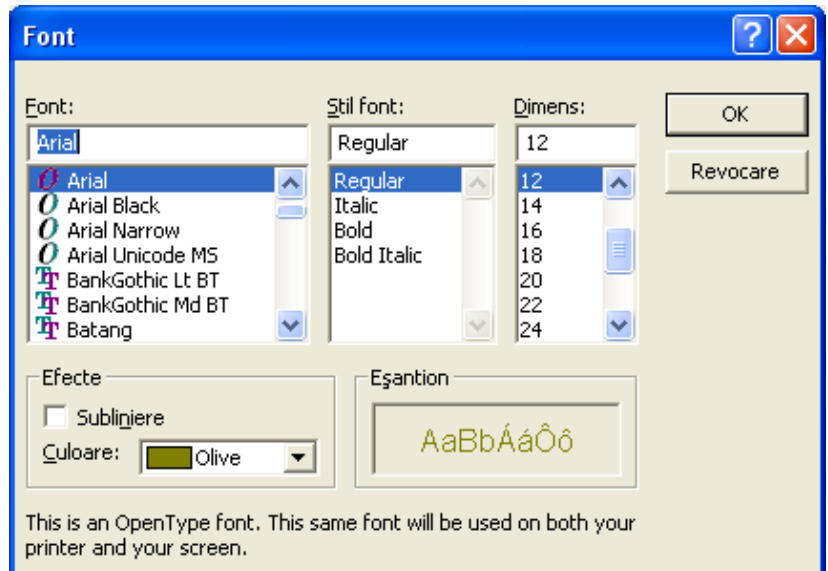 Font
Font: Stil font: Dimens:
Arial Regular 12 OK
Arial Regular 12 Revocare
Arial Black Italic 14
Arial Narrow Bold 16
Arial Unicode MS Bold Italic 18
BankGothic Lt BT 20
BankGothic Md BT 22
Batang 24
Efecte Eşantion
Subliniere
Culoare: Olive AaBbÁáÔô
This is an OpenType font. This same font will be used on both your
printer and your screen.